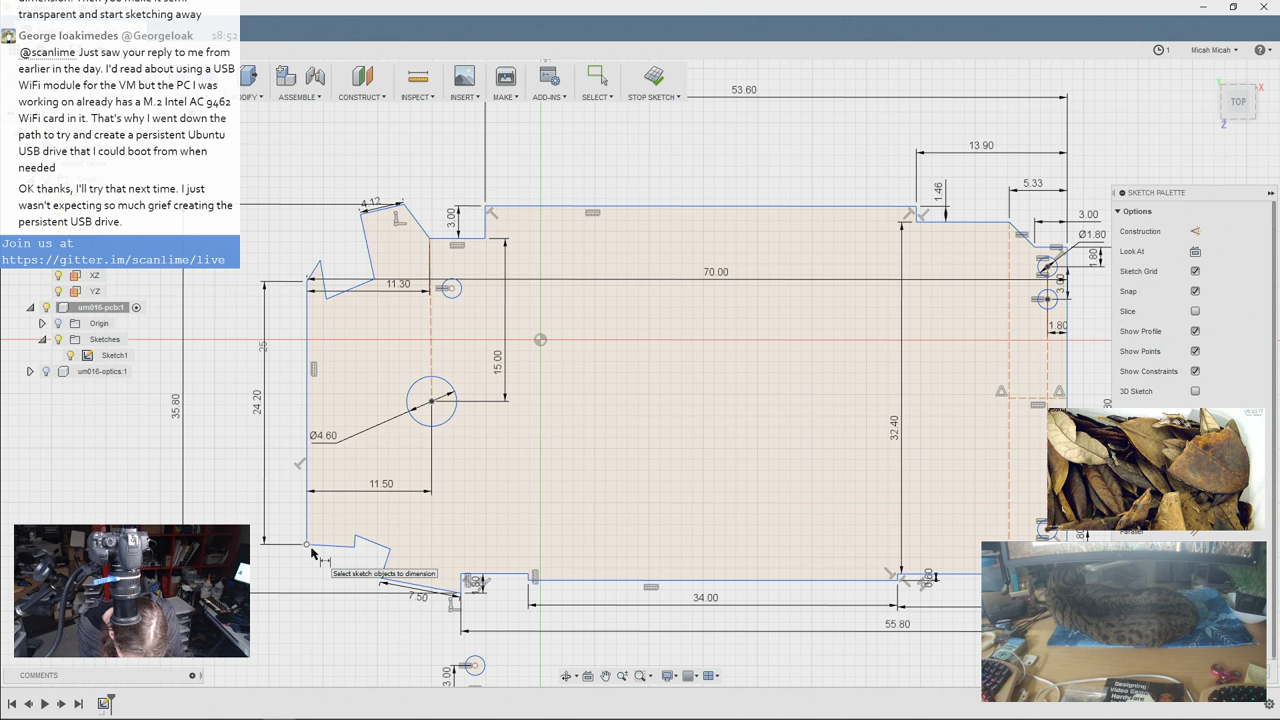 dimension. Then you make it semi-
transparent and start sketching away
George Ioakimedes @GeorgeIoak 18:52
@scanlime Just saw your reply to me from
earlier in the day. I'd read about using a USB
WiFi module for the VM but the PC I was
working on already has a M.2 Intel AC 9462
WiFi card in it. That's why I went down the
path to try and create a persistent Ubuntu
USB drive that I could boot from when
needed
OK thanks, I'll try that next time. I just
wasn't expecting so much grief creating the
persistent USB drive.
Join us at
https://gitter.im/scanlime/live
1
Micah Micah
ASSEMBLE
CONSTRUCT
INSPECT
INSERT
MAKE
ADD-INS
SELECT
STOP SKETCH
TOP
X
Z
XZ
YZ
um016-pcb:1
Origin
Sketches
Sketch1
um016-optics:1
53.60
13.90
5.33
1.46
3.00
Ø1.80
1.80
3.00
1.80
4.12
3.00
70.00
11.30
15.00
25
24.20
35.80
Ø4.60
11.50
32.40
7.50
34.00
55.80
3.00
Select sketch objects to dimension
SKETCH PALETTE
Options
Construction
Look At
Sketch Grid
Snap
Slice
Show Profile
Show Points
Show Constraints
3D Sketch
Parallel
COMMENTS
Designing
Video Game
Hardware